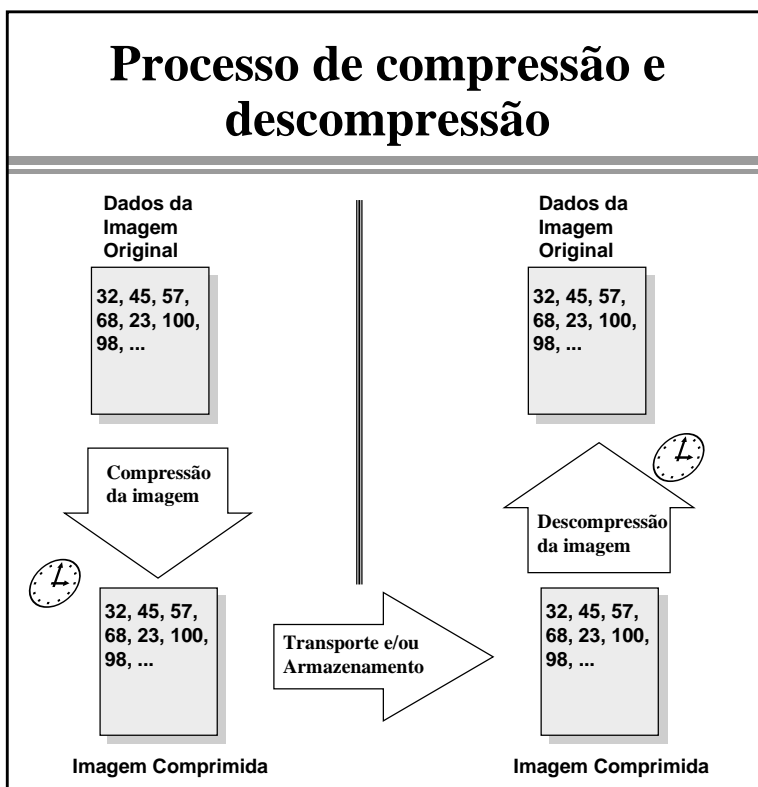 Processo de compressão e
descompressão
Dados da
Imagem
Original
32, 45, 57,
68, 23, 100,
98, ...
Compressão
da imagem
32, 45, 57,
68, 23, 100,
98, ...
Imagem Comprimida
Transporte e/ou
Armazenamento
Dados da
Imagem
Original
32, 45, 57,
68, 23, 100,
98, ...
Descompressão
da imagem
32, 45, 57,
68, 23, 100,
98, ...
Imagem Comprimida